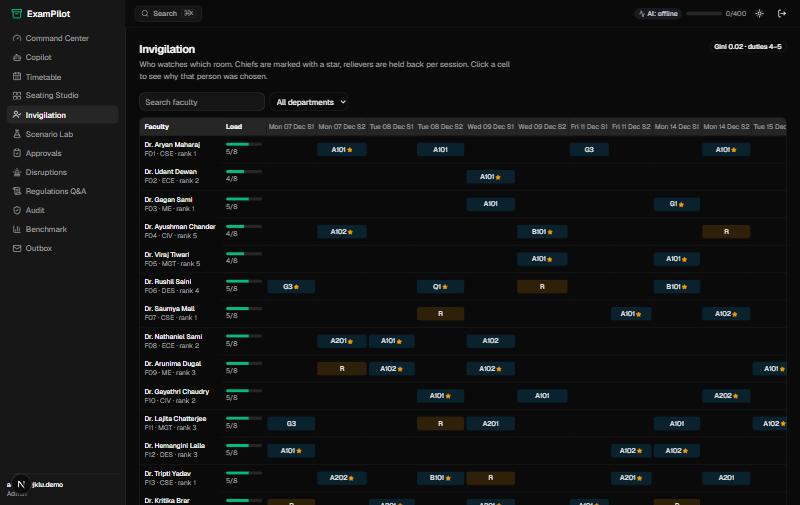 ExamPilot
Search ⌘K
AI: offline 0/400
Command Center
Copilot
Timetable
Seating Studio
Invigilation
Scenario Lab
Approvals
Disruptions
Regulations Q&A
Audit
Benchmark
Outbox
jklu.demo
Invigilation
Gini 0.02 · duties 4–5
Who watches which room. Chiefs are marked with a star, relievers are held back per session. Click a cell
to see why that person was chosen.
Search faculty All departments
Faculty Load Mon 07 Dec S1 Mon 07 Dec S2 Tue 08 Dec S1 Tue 08 Dec S2 Wed 09 Dec S1 Wed 09 Dec S2 Fri 11 Dec S1 Fri 11 Dec S2 Mon 14 Dec S1 Mon 14 Dec S2 Tue 15 Dec
Dr. Aryan Maharaj
F01 · CSE · rank 1
5/8 A101★ A101 G3 A101★
Dr. Udant Dewan
F02 · ECE · rank 2
4/8 A101★
Dr. Gagan Sami
F03 · ME · rank 1
5/8 A101 G1★
Dr. Ayushman Chander
F04 · CIV · rank 5
4/8 A102★ B101★ R
Dr. Viraj Tiwari
F05 · MGT · rank 5
4/8 A101★ A101★
Dr. Rushil Saini
F06 · DES · rank 4
5/8 G3★ Q1★ R B101★
Dr. Saumya Mall
F07 · CSE · rank 1
5/8 R A101★ A102★
Dr. Nathaniel Sami
F08 · ECE · rank 2
5/8 A201★ A101★ A102
Dr. Arunima Dugal
F09 · ME · rank 3
5/8 R A102★ A102★ A101★
Dr. Gayathri Chaudry
F10 · CIV · rank 2
5/8 A101★ A101 A202★
Dr. Lajita Chatterjee
F11 · MGT · rank 3
5/8 G3 R A201 A101 A102★
Dr. Hemangini Lalla
F12 · DES · rank 3
5/8 A101★ A102★ A102★
Dr. Tripti Yadav
F13 · CSE · rank 1
5/8 A202★ B101★ R A201★ A201
Dr. Kritika Brar